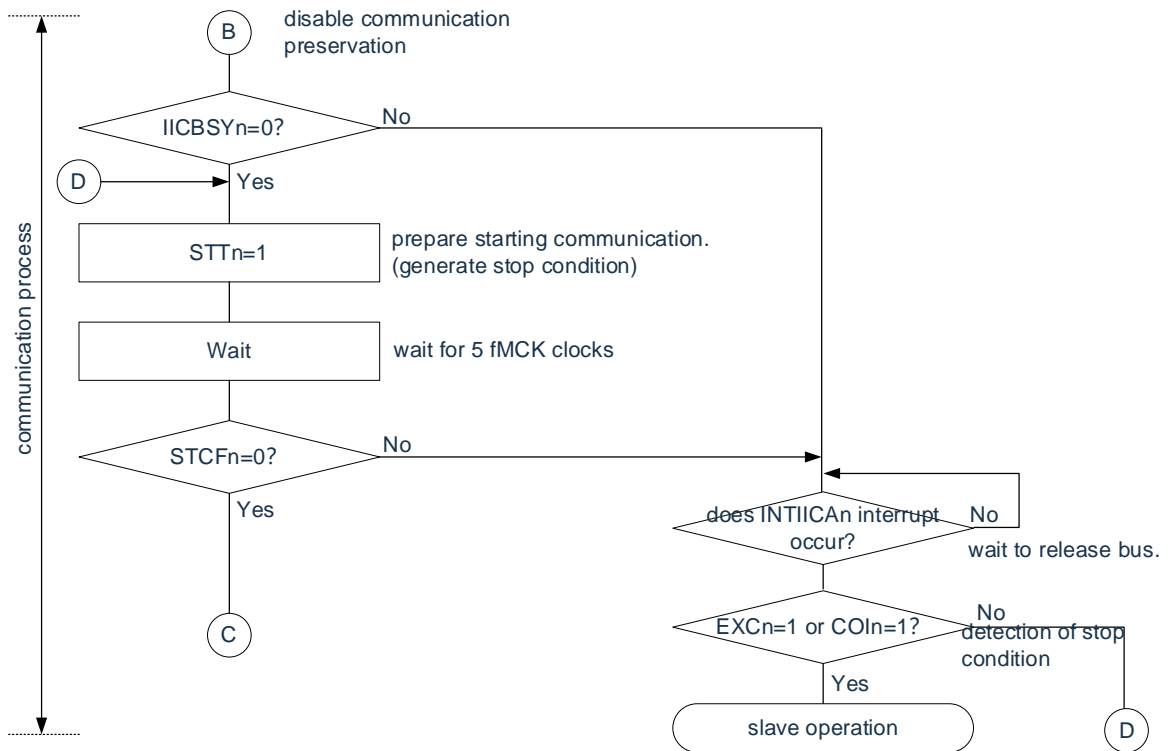 B
disable communication
preservation
IICBSYn=0?
No
D
Yes
STTn=1
prepare starting communication.
(generate stop condition)
Wait
wait for 5 fMCK clocks
STCFn=0?
No
Yes
does INTIICAn interrupt
occur?
No
wait to release bus.
C
EXCn=1 or COIn=1?
No
detection of stop
condition
Yes
slave operation
D
communication process